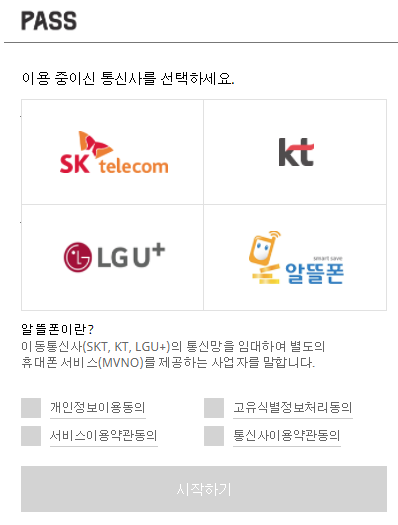 PASS
이용 중이신 통신사를 선택하세요.
SK telecom
kt
LG U+
smart save
알뜰폰
알뜰폰이란?
이동통신사(SKT, KT, LGU+)의 통신망을 임대하여 별도의
휴대폰 서비스(MVNO)를 제공하는 사업자를 말합니다.
개인정보이용동의
고유식별정보처리동의
서비스이용약관동의
통신사이용약관동의
시작하기